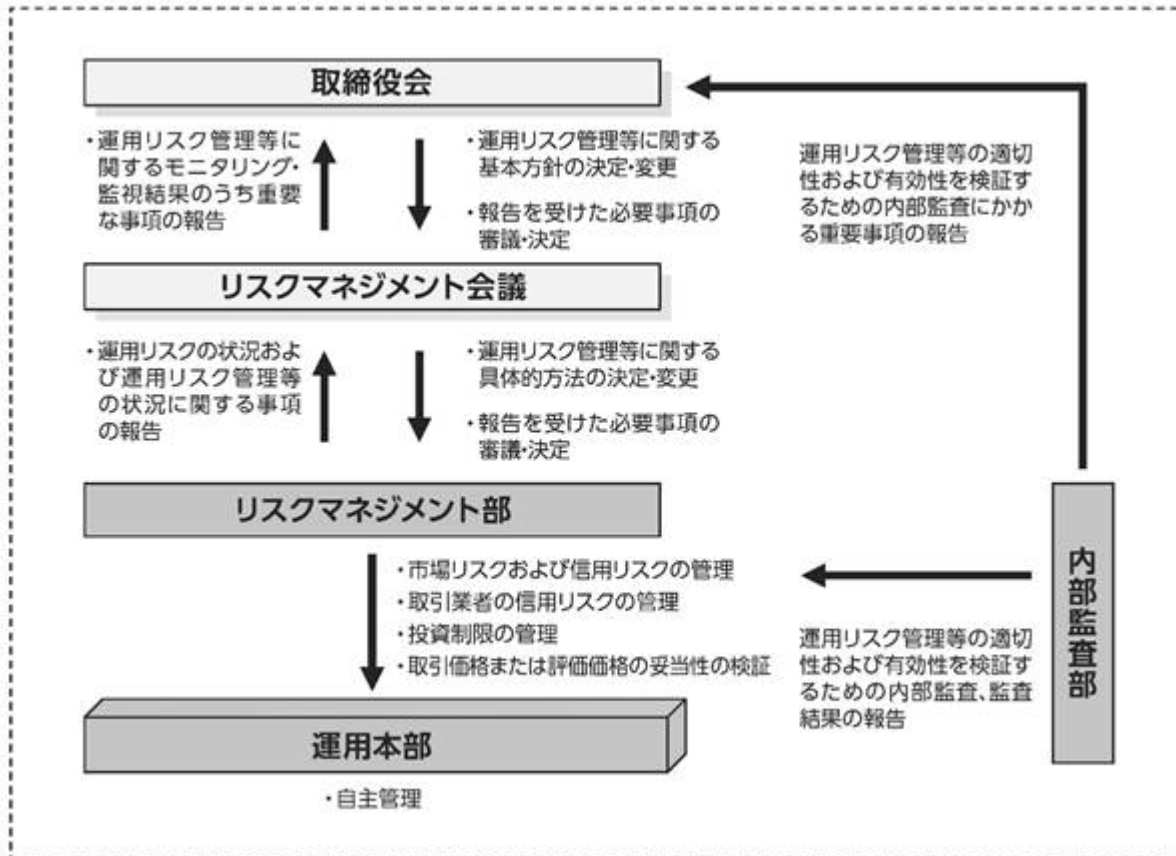 取締役会
・運用リスク管理等に
関するモニタリング・
監視結果のうち重要
な事項の報告
・運用リスク管理等に関する
基本方針の決定・変更
・報告を受けた必要事項の
審議・決定
運用リスク管理等の適切
性および有効性を検証す
るための内部監査にかか
る重要事項の報告
リスクマネジメント会議
・運用リスクの状況およ
び運用リスク管理等
の状況に関する事項
の報告
・運用リスク管理等に関する
具体的方法の決定・変更
・報告を受けた必要事項の
審議・決定
リスクマネジメント部
・市場リスクおよび信用リスクの管理
・取引業者の信用リスクの管理
・投資制限の管理
・取引価格または評価価格の妥当性の検証
運用リスク管理等の適切
性および有効性を検証す
るための内部監査、監査
結果の報告
内部監査部
運用本部
・自主管理